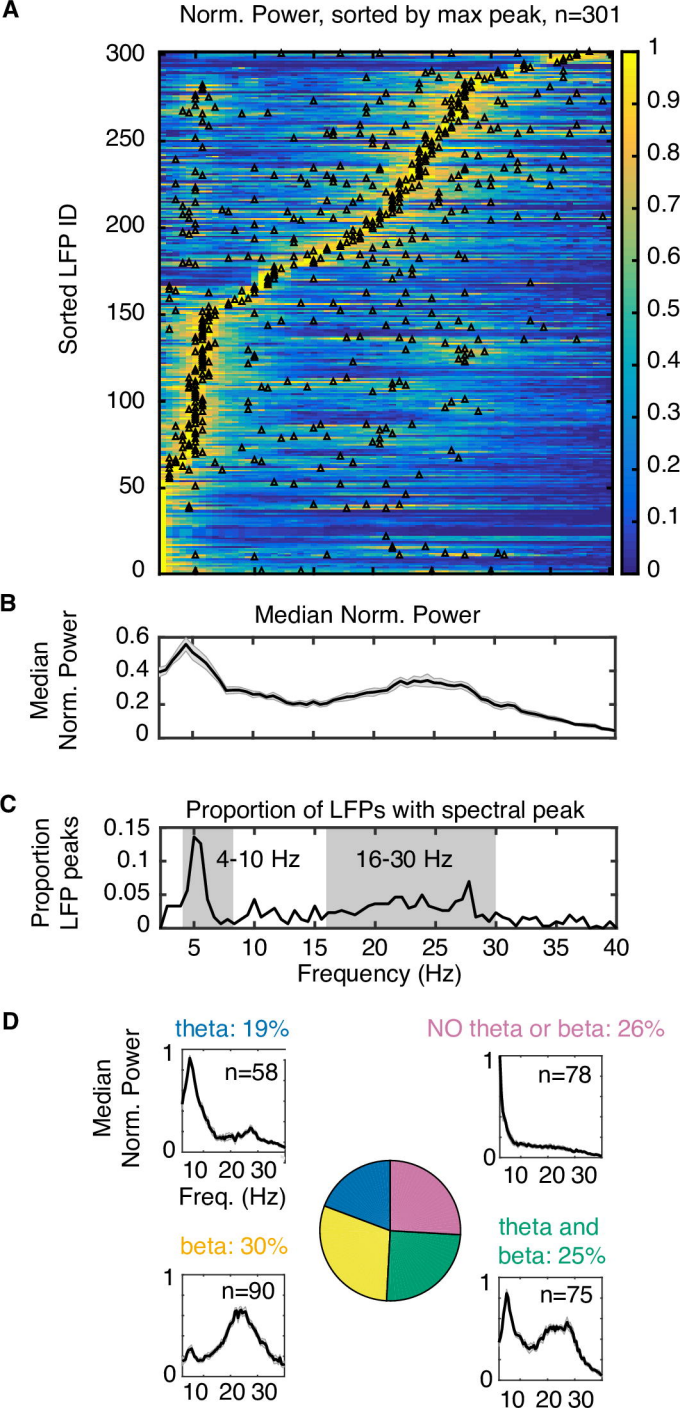 A
Norm. Power, sorted by max peak, n=301
Sorted LFP ID
300
250
200
150
100
50
0
1
0.9
0.8
0.7
0.6
0.5
0.4
0.3
0.2
0.1
0
B
Median Norm. Power
Median
Norm. Power
0.6
0.4
0.2
0
C
Proportion of LFPs with spectral peak
Proportion
LFP peaks
0.15
0.1
0.05
0
4-10 Hz
16-30 Hz
5 10 15 20 25 30 35 40
Frequency (Hz)
D
theta: 19%
Median
Norm. Power
1
0
n=58
10 20 30
Freq. (Hz)
NO theta or beta: 26%
1
0
n=78
10 20 30
beta: 30%
1
0
n=90
10 20 30
theta and
beta: 25%
1
0
n=75
10 20 30